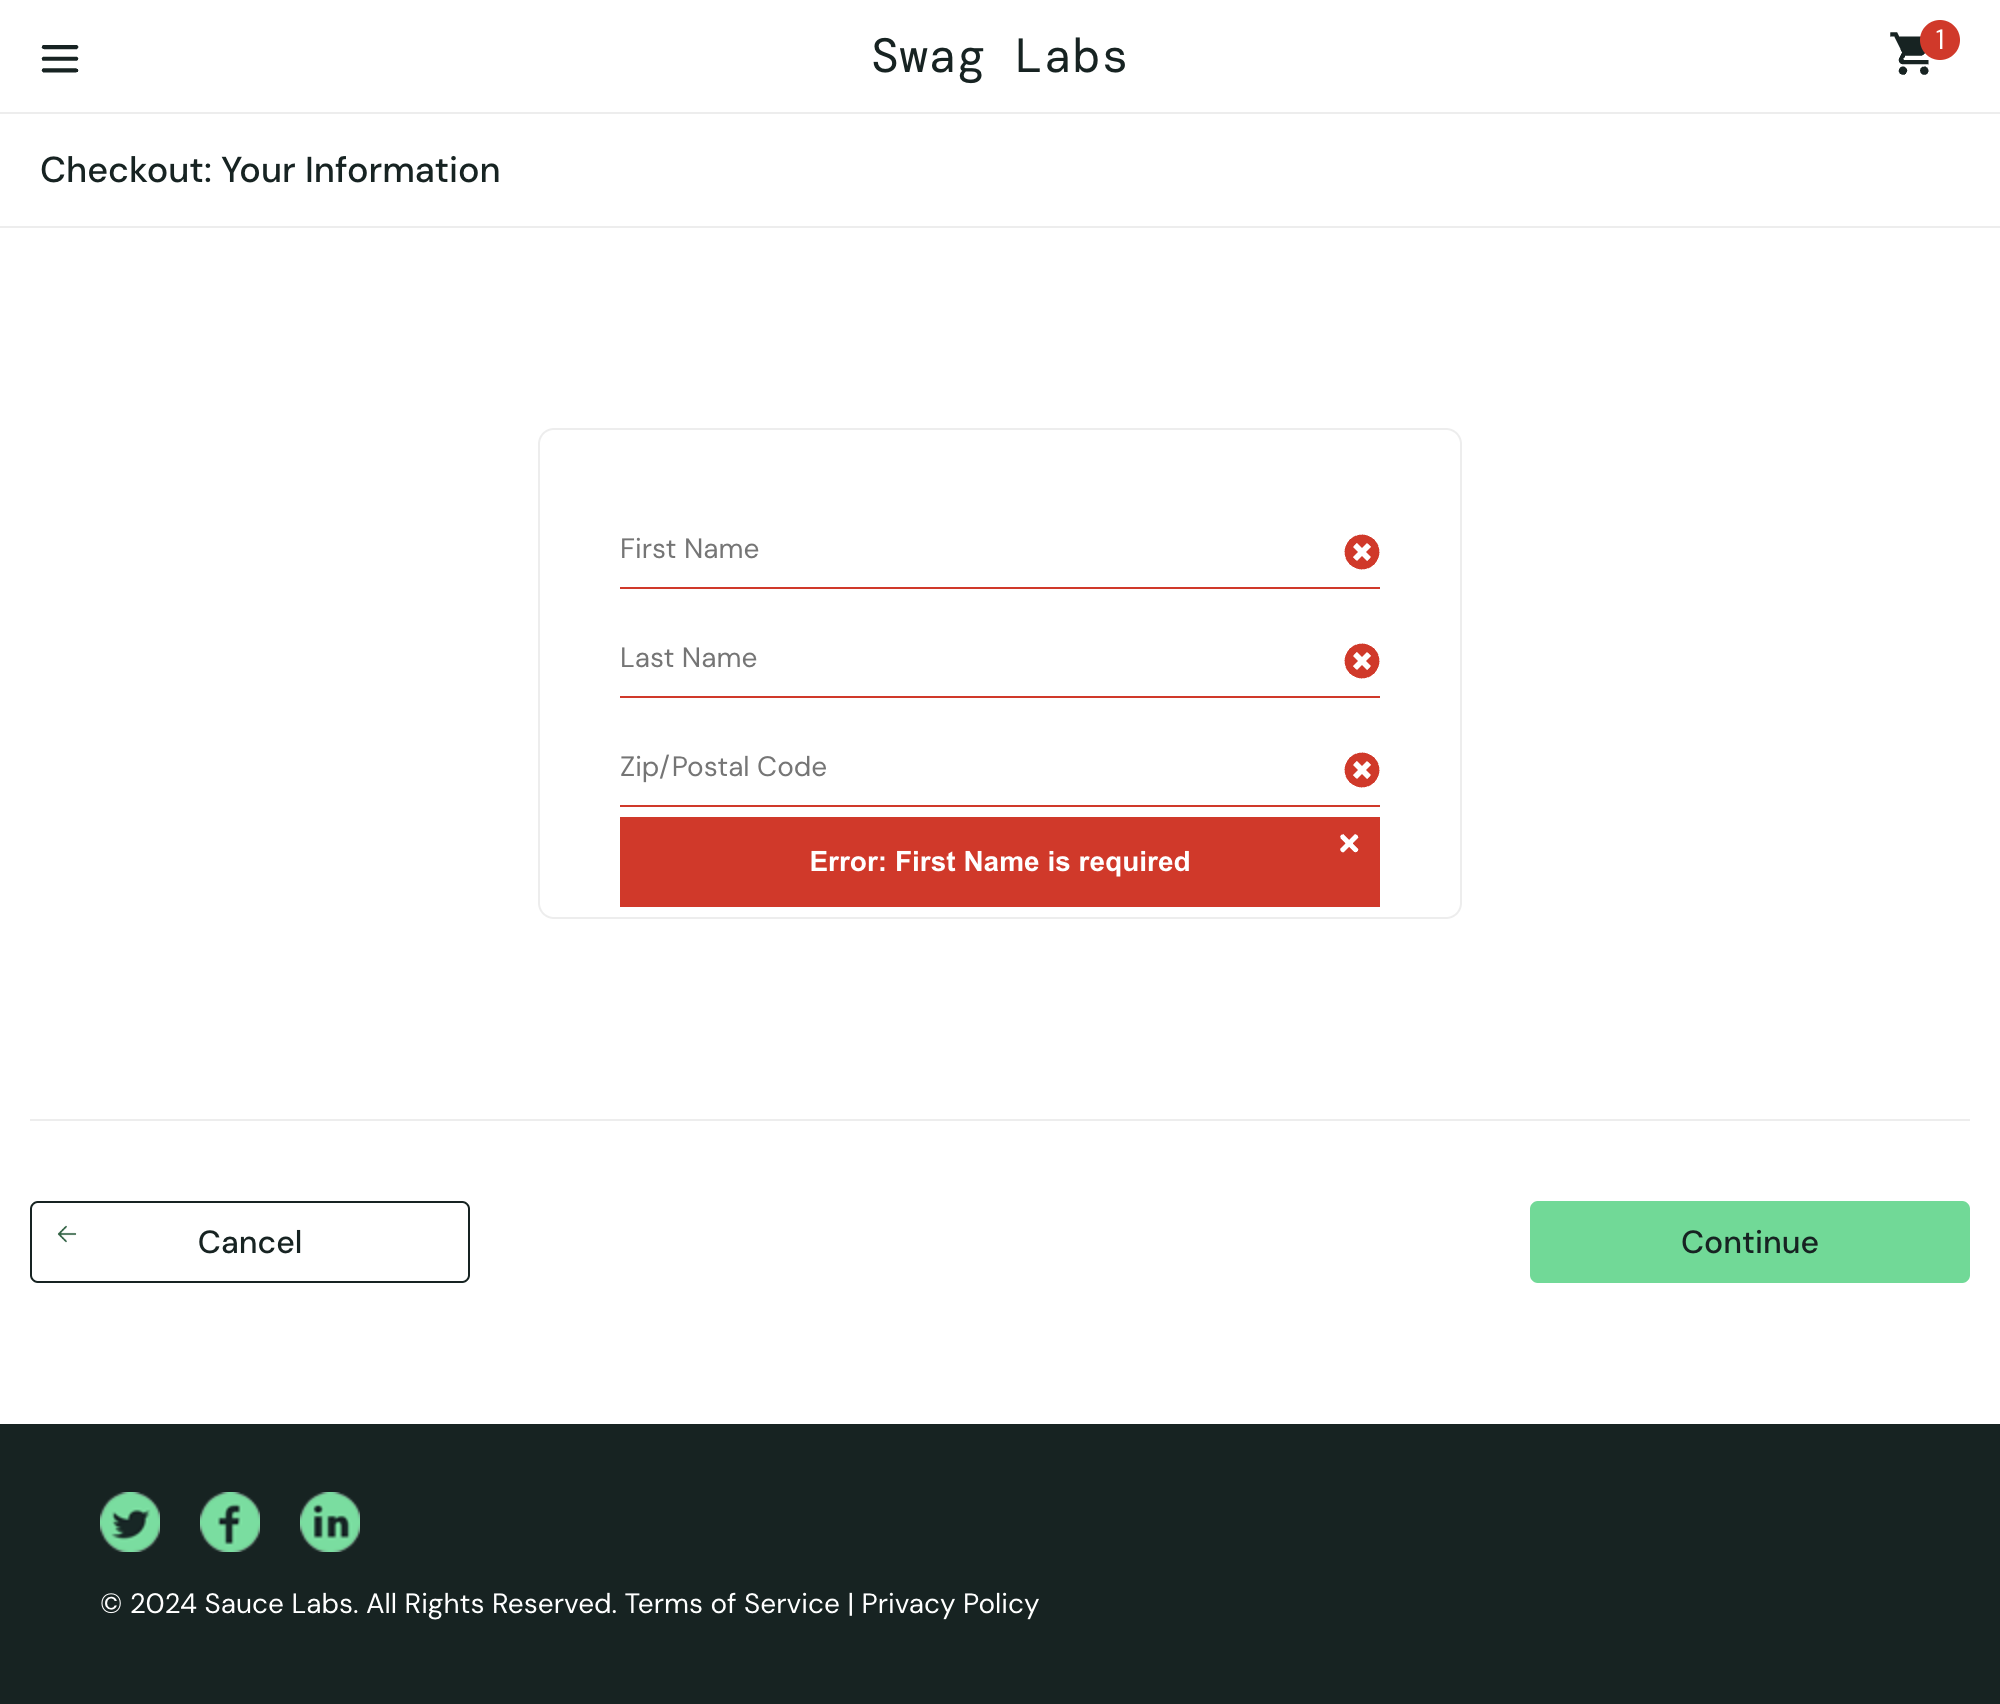 Swag Labs
1
Checkout: Your Information
First Name
Last Name
Zip/Postal Code
Error: First Name is required
Cancel
Continue
© 2024 Sauce Labs. All Rights Reserved. Terms of Service | Privacy Policy